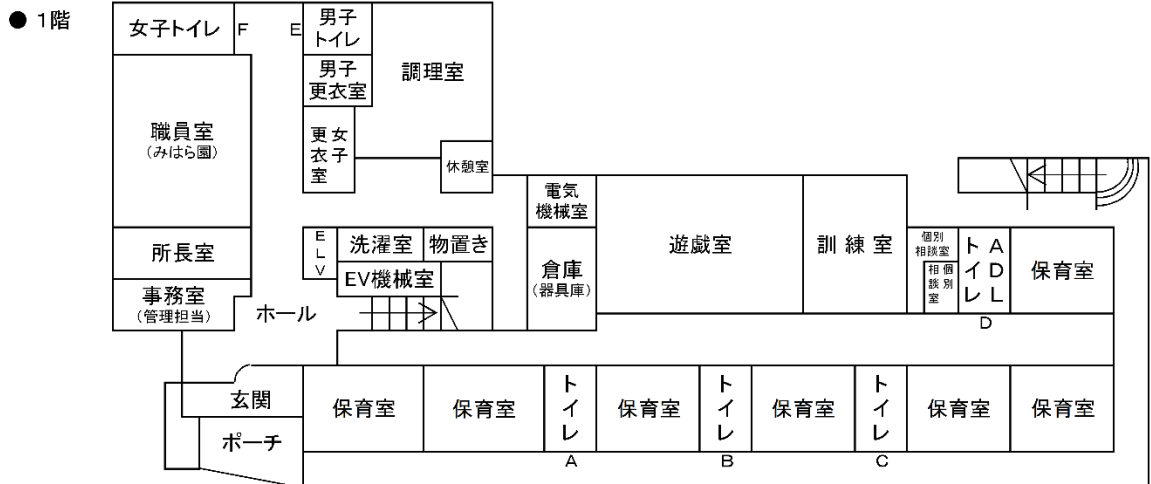 ● 1階
女子トイレ
F
E
男子
トイレ
男子
更衣室
調理室
職員室
(みはら園)
女子
更衣室
休憩室
電気
機械室
遊戯室
訓練室
個別
相談室
個別
相談室
ADL
トイレ
D
保育室
所長室
ELV
洗濯室
物置き
EV機械室
倉庫
(器具庫)
事務室
(管理担当)
ホール
玄関
ポーチ
保育室
保育室
トイレ
A
保育室
トイレ
B
保育室
トイレ
C
保育室
保育室